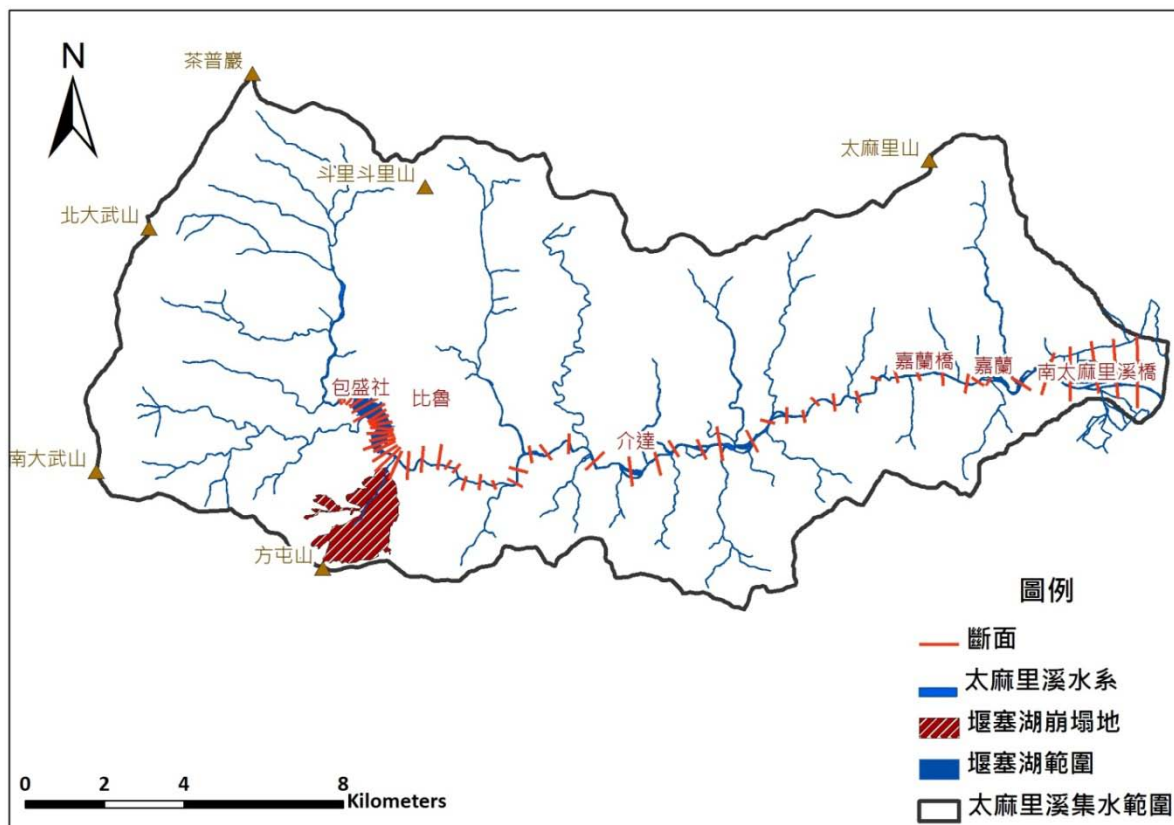 茶普巖
N
太麻里山
斗里斗里山
北大武山
嘉蘭橋
嘉蘭
南太麻里溪橋
包盛社
比魯
介達
南大武山
方屯山
圖例
斷面
太麻里溪水系
堰塞湖崩塌地
堰塞湖範圍
太麻里溪集水範圍
0 2 4 8
Kilometers